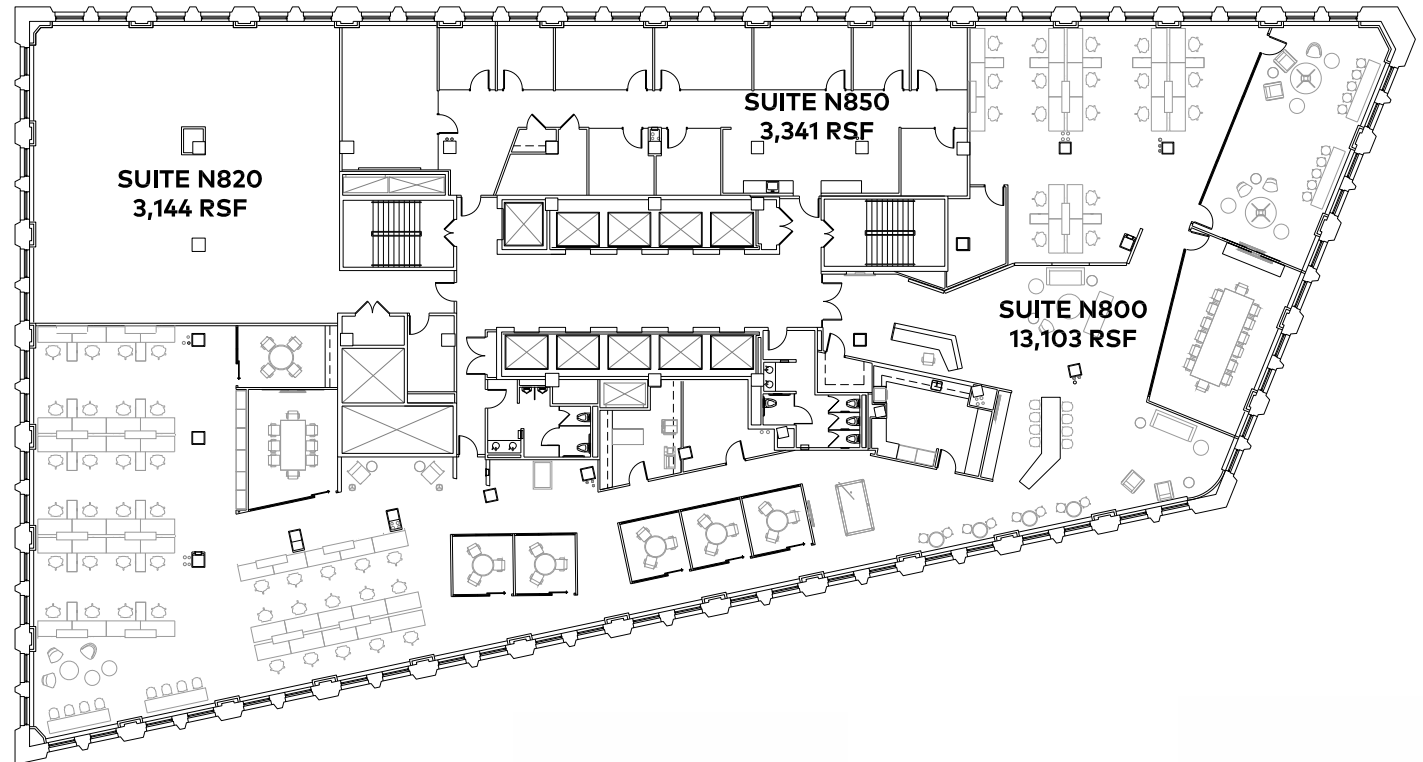 SUITE N850
3,341 RSF
SUITE N820
3,144 RSF
SUITE N800
13,103 RSF